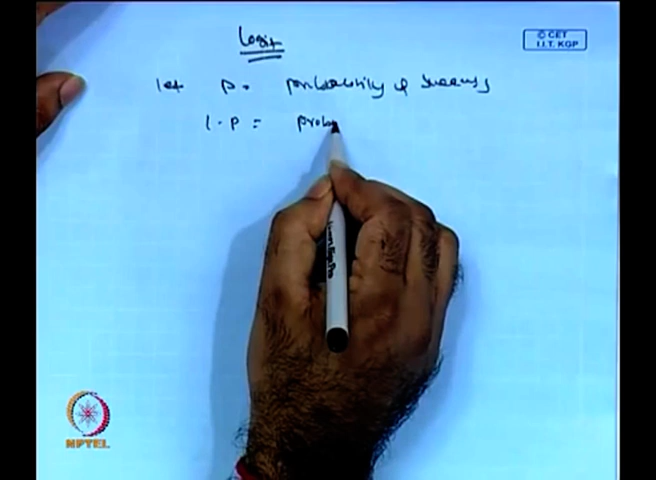 Logit
© CET
I.I.T. KGP
let p = probability of success
1-p = prob
NPTEL